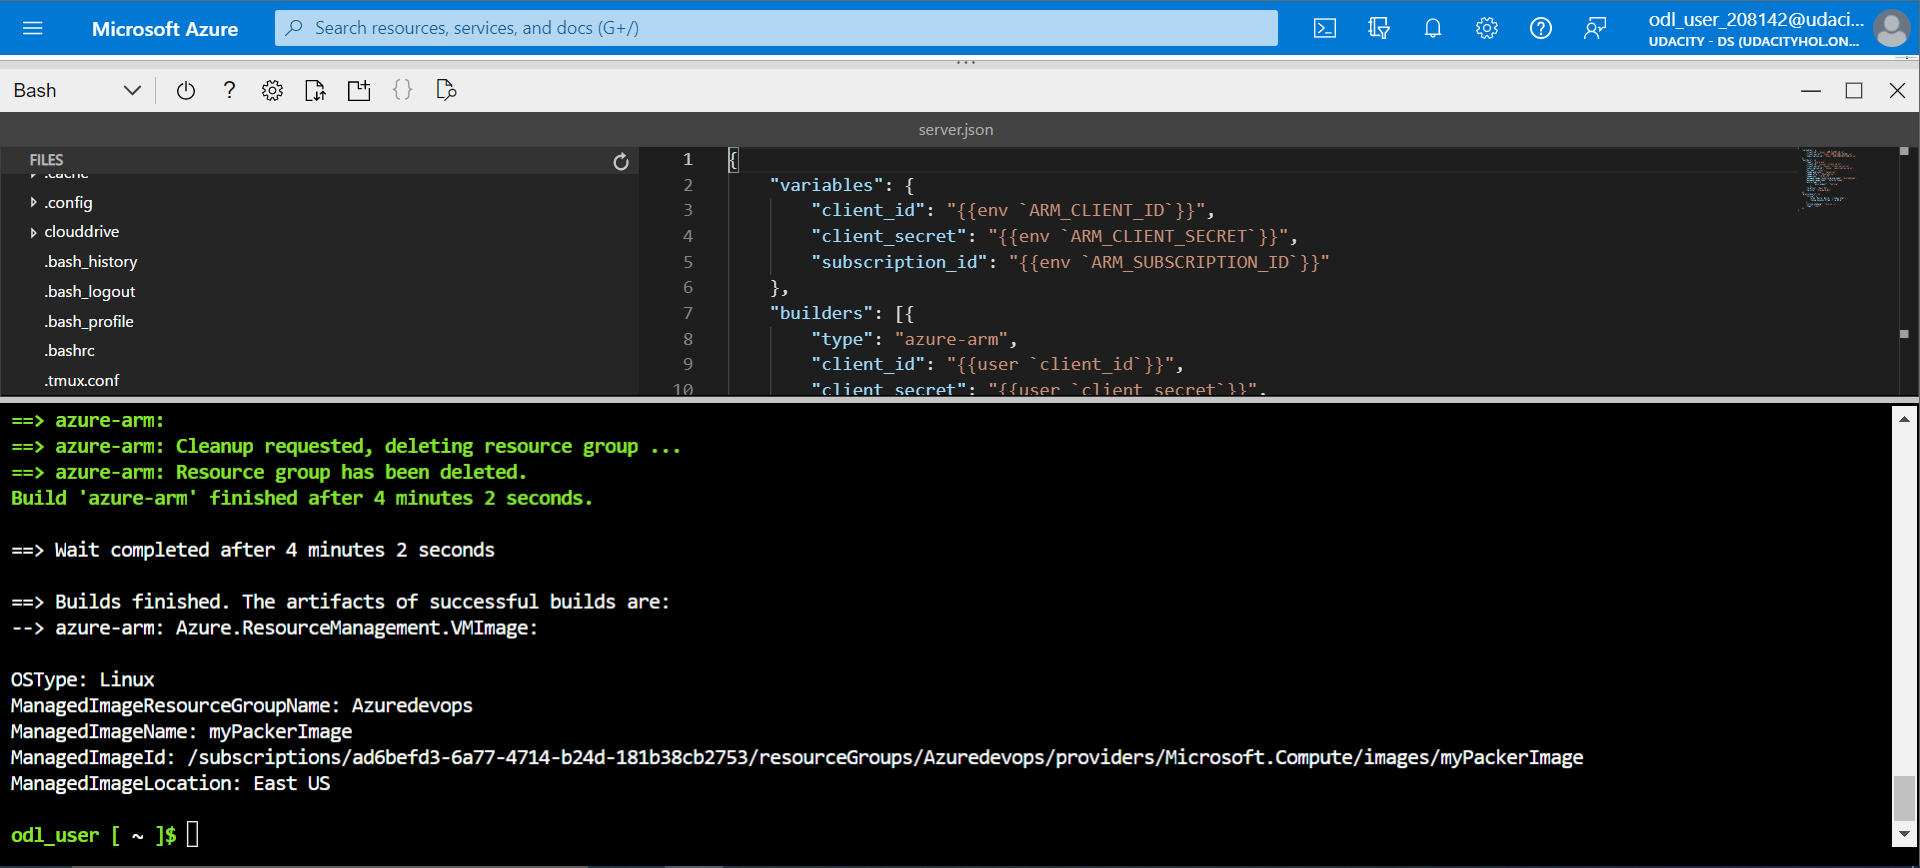 Microsoft Azure
Search resources, services, and docs (G+/)
odl_user_208142@udaci...
UDACITY - DS (UDACITYHOL.ON...
Bash
server.json
FILES
.cache
.config
clouddrive
.bash_history
.bash_logout
.bash_profile
.bashrc
.tmux.conf
1 {
2 "variables": {
3 "client_id": "{{env `ARM_CLIENT_ID`}}",
4 "client_secret": "{{env `ARM_CLIENT_SECRET`}}",
5 "subscription_id": "{{env `ARM_SUBSCRIPTION_ID`}}"
6 },
7 "builders": [{
8 "type": "azure-arm",
9 "client_id": "{{user `client_id`}}",
10 "client_secret": "{{user `client_secret`}}",
==> azure-arm:
==> azure-arm: Cleanup requested, deleting resource group ...
==> azure-arm: Resource group has been deleted.
Build 'azure-arm' finished after 4 minutes 2 seconds.
==> Wait completed after 4 minutes 2 seconds
==> Builds finished. The artifacts of successful builds are:
--> azure-arm: Azure.ResourceManagement.VMImage:
OSType: Linux
ManagedImageResourceGroupName: Azuredevops
ManagedImageName: myPackerImage
ManagedImageId: /subscriptions/ad6befd3-6a77-4714-b24d-181b38cb2753/resourceGroups/Azuredevops/providers/Microsoft.Compute/images/myPackerImage
ManagedImageLocation: East US
odl_user [ ~ ]$